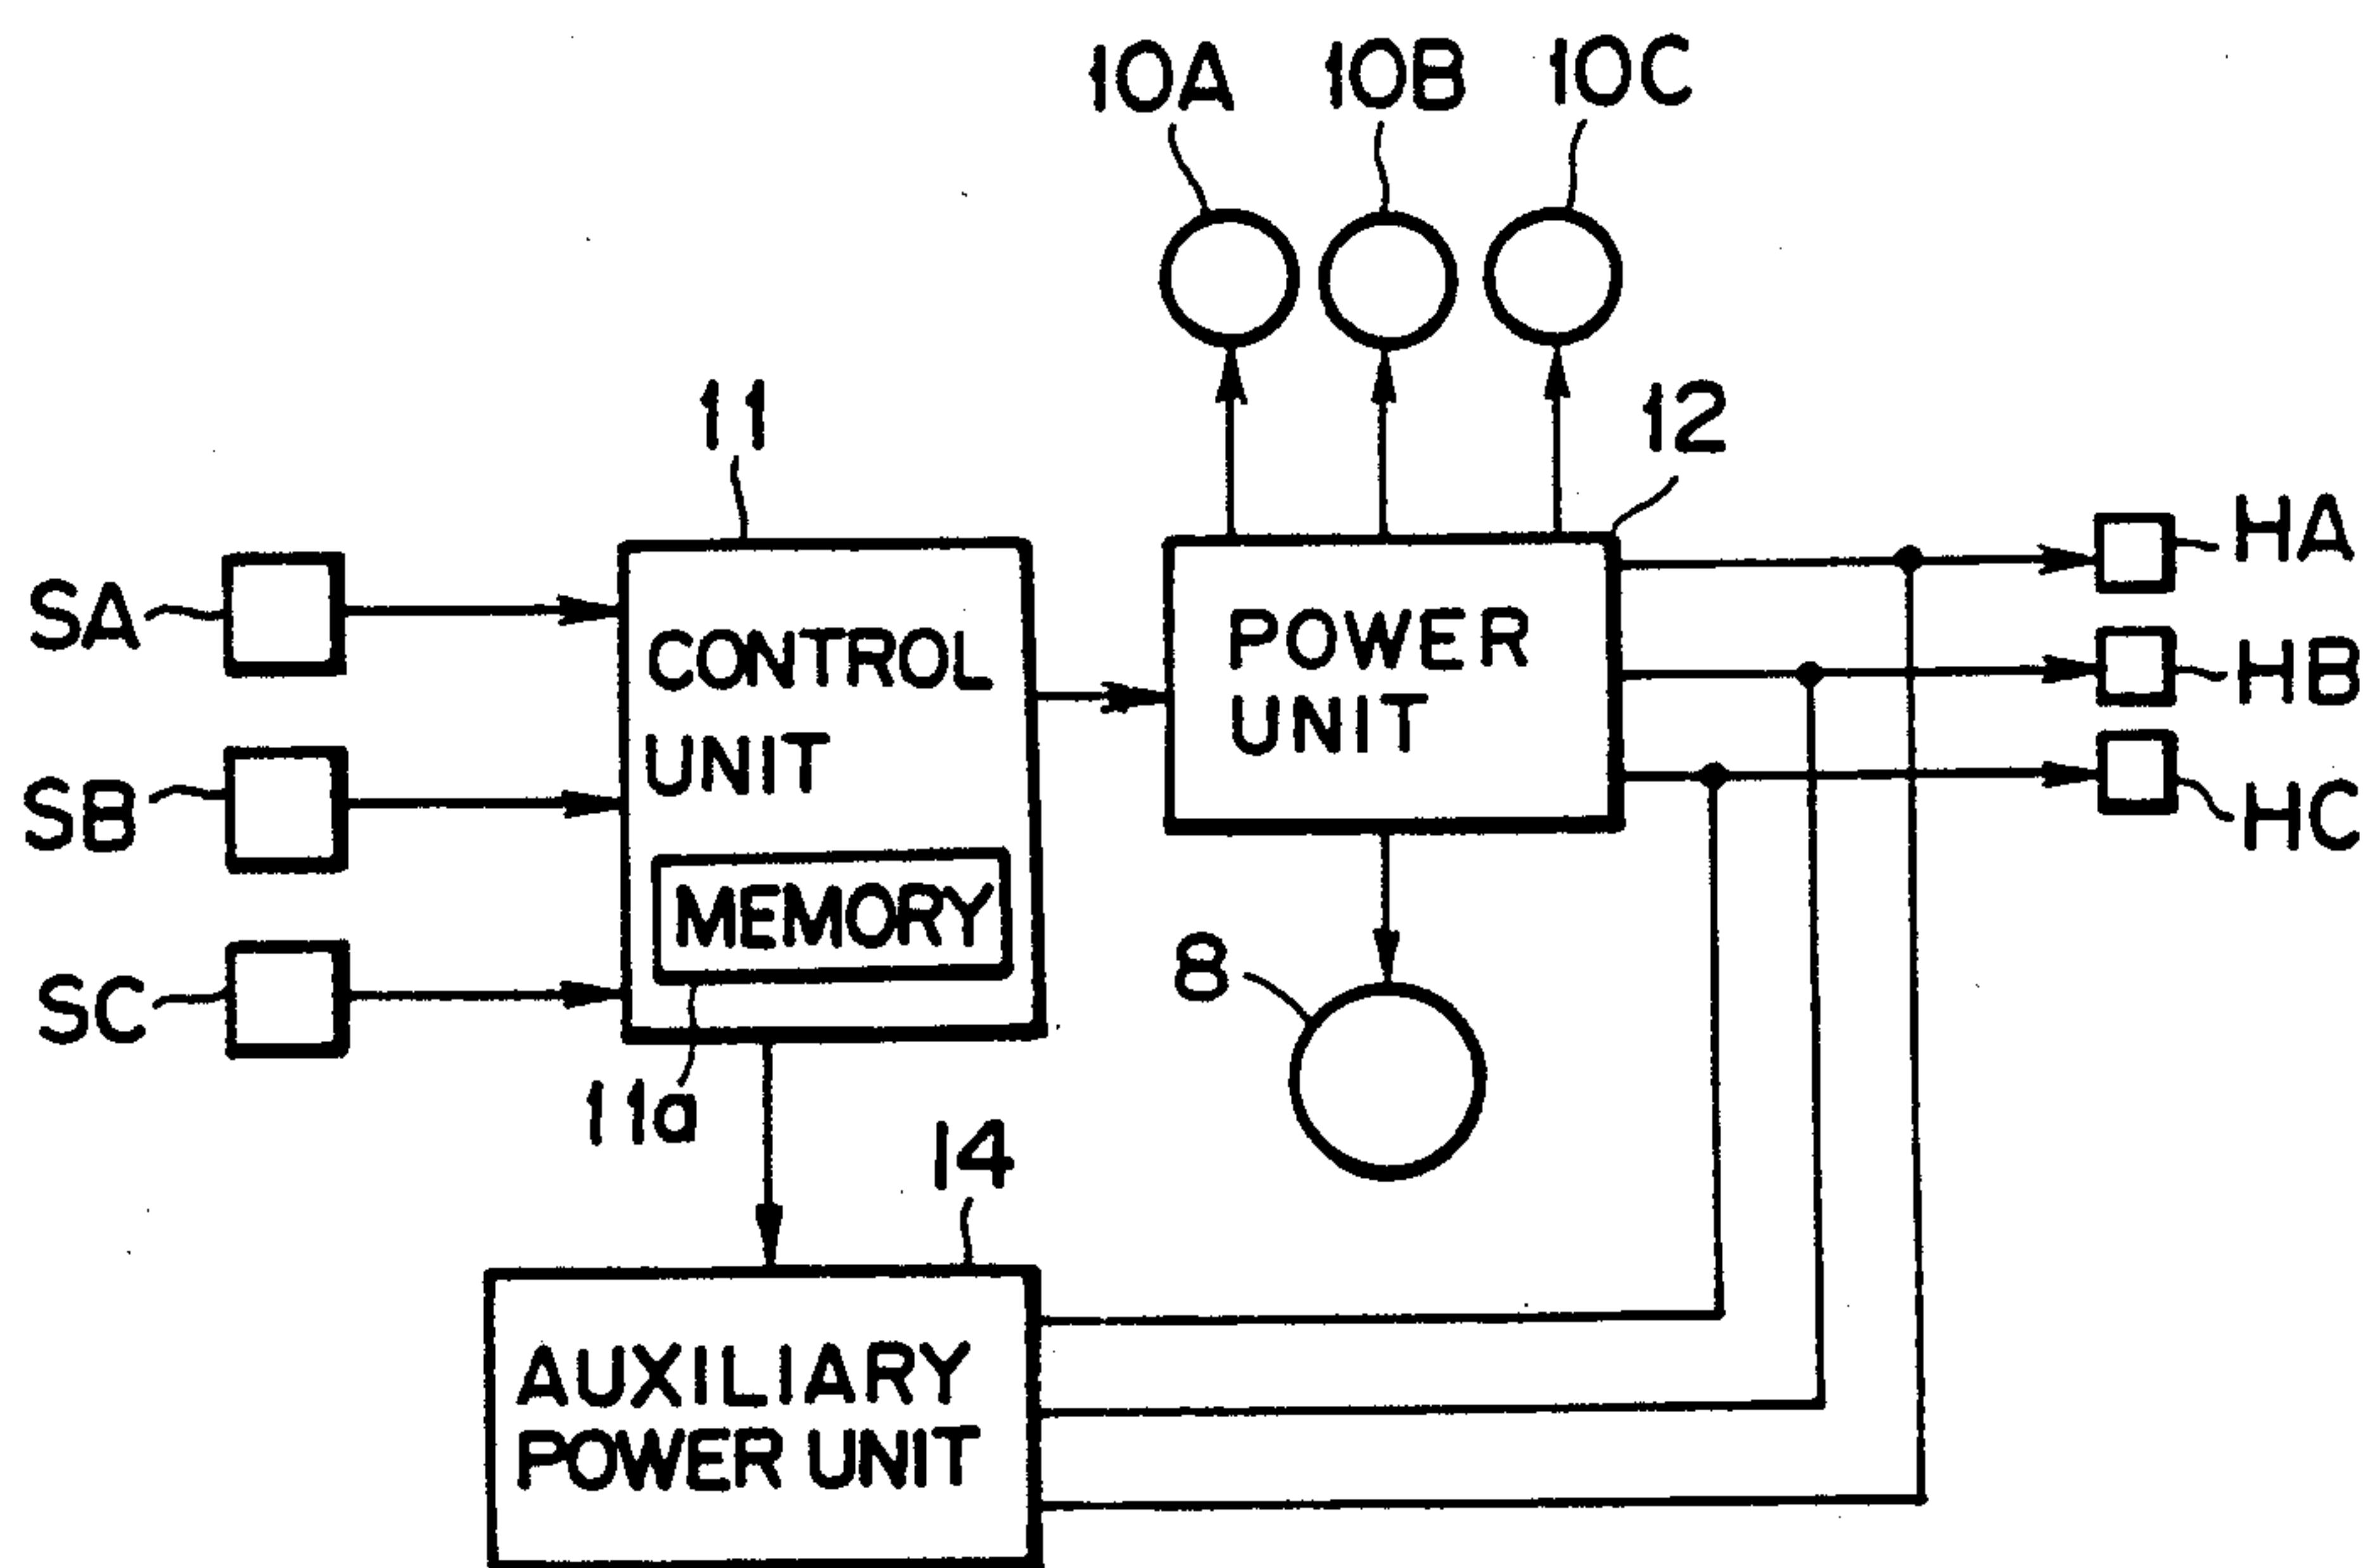 10A 10B 10C
11
12
SA
SB
SC
CONTROL
UNIT
MEMORY
11a
POWER
UNIT
HA
HB
HC
8
14
AUXILIARY
POWER UNIT